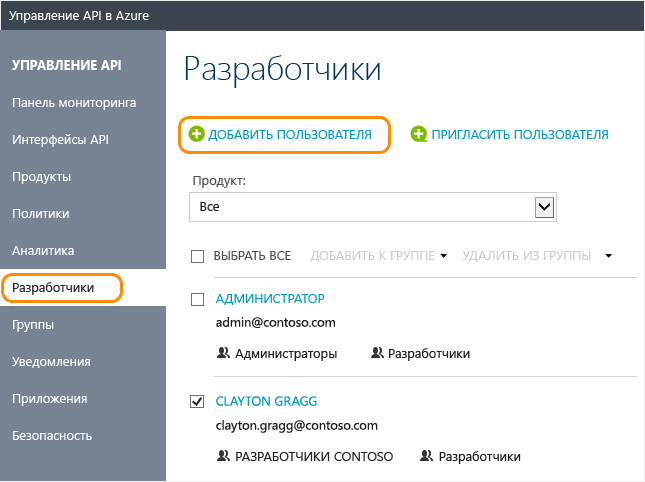 Управление API в Azure
УПРАВЛЕНИЕ API
Панель мониторинга
Интерфейсы API
Продукты
Политики
Аналитика
Разработчики
Группы
Уведомления
Приложения
Безопасность
Разработчики
ДОБАВИТЬ ПОЛЬЗОВАТЕЛЯ ПРИГЛАСИТЬ ПОЛЬЗОВАТЕЛЯ
Продукт:
Все
ВЫБРАТЬ ВСЕ ДОБАВИТЬ К ГРУППЕ УДАЛИТЬ ИЗ ГРУППЫ
АДМИНИСТРАТОР
admin@contoso.com
Администраторы Разработчики
CLAYTON GRAGG
clayton.gragg@contoso.com
РАЗРАБОТЧИКИ CONTOSO Разработчики